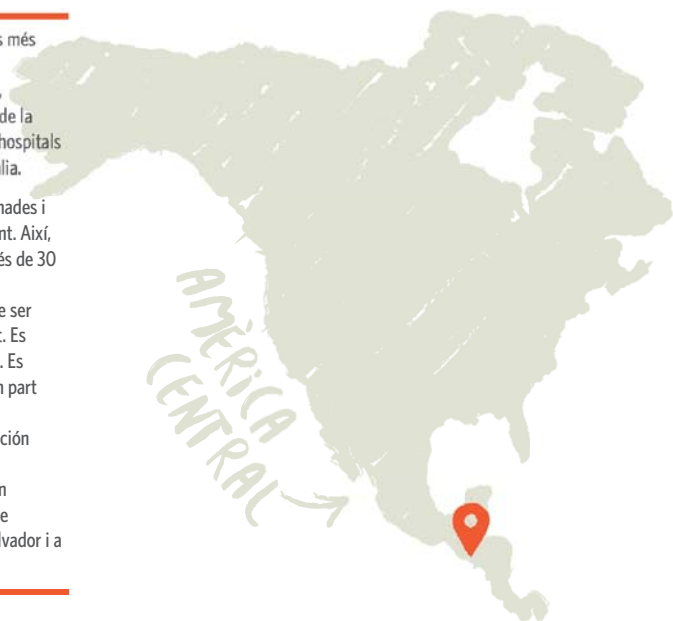 s més
,
de la
hospitals
lia.
nades i
nt. Així,
és de 30
e ser
t. Es
. Es
n part
ción
n
e
lvador i a
AMÈRICA
CENTRAL